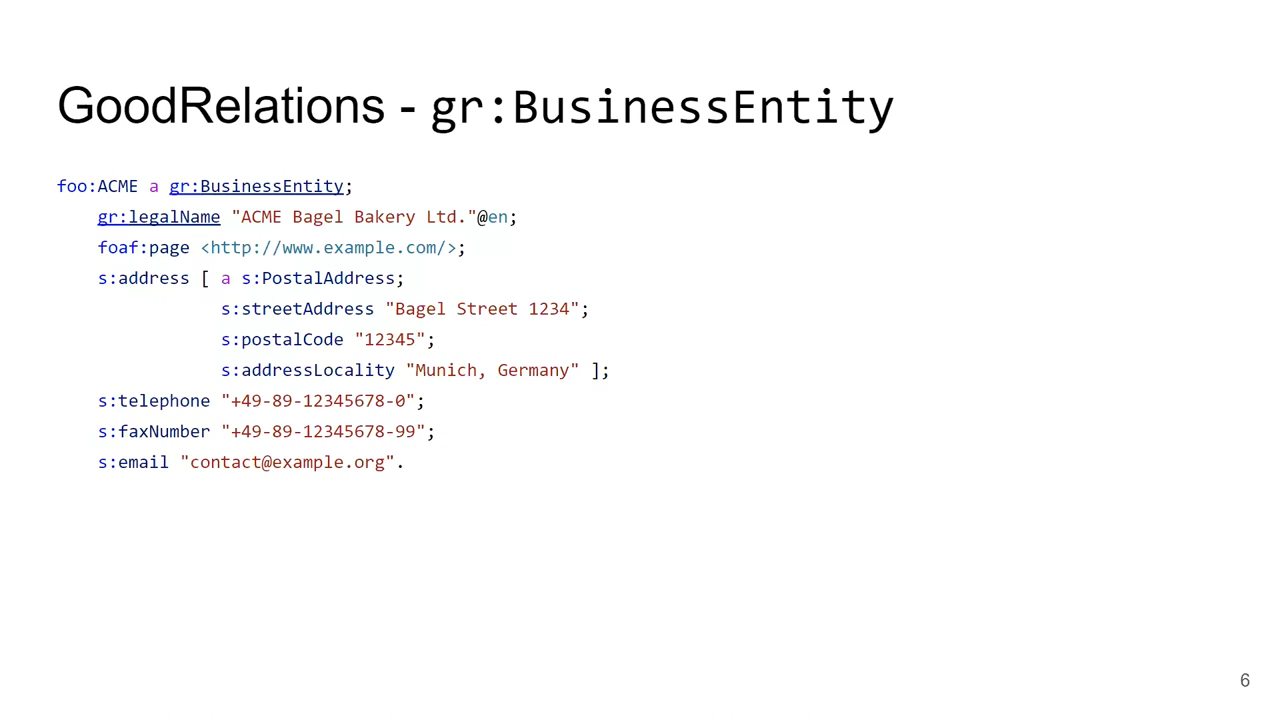 GoodRelations - gr:BusinessEntity
foo:ACME a gr:BusinessEntity;
gr:legalName "ACME Bagel Bakery Ltd."@en;
foaf:page <http://www.example.com/>;
s:address [ a s:PostalAddress;
s:streetAddress "Bagel Street 1234";
s:postalCode "12345";
s:addressLocality "Munich, Germany" ];
s:telephone "+49-89-12345678-0";
s:faxNumber "+49-89-12345678-99";
s:email "contact@example.org".
6